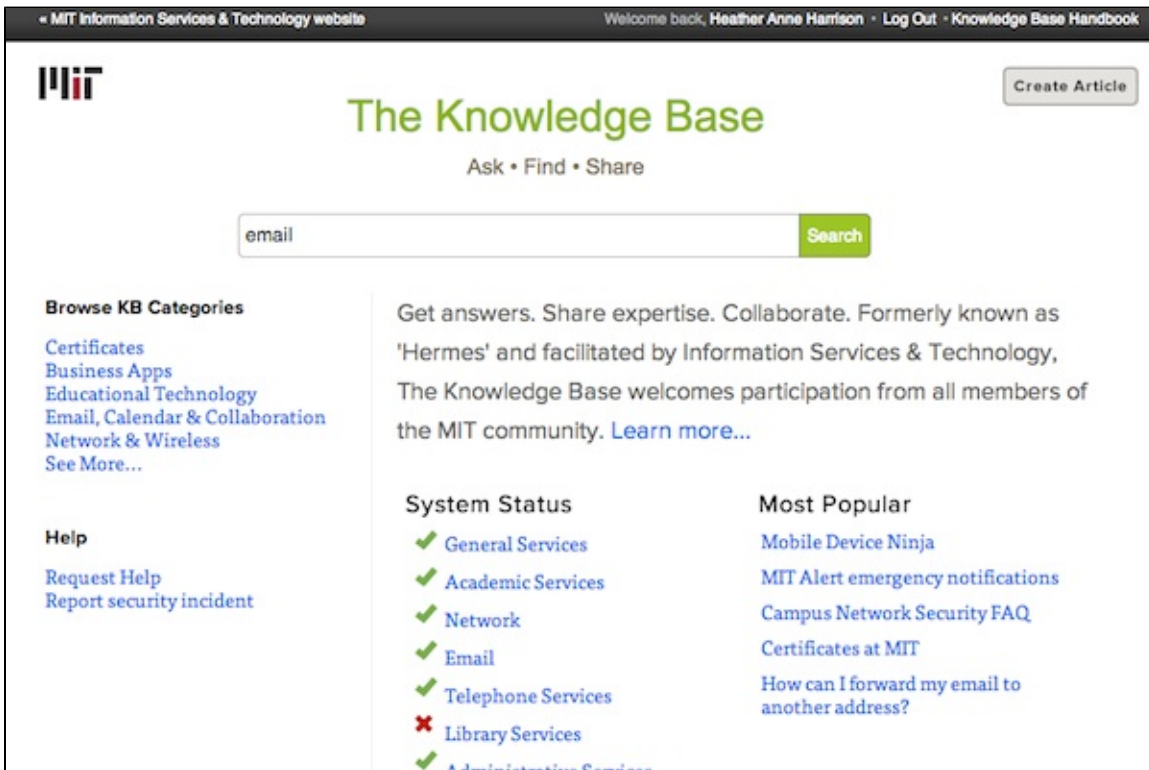 « MIT Information Services & Technology website
Welcome back, Heather Anne Harrison • Log Out • Knowledge Base Handbook
MiT
Create Article
The Knowledge Base
Ask • Find • Share
email
Search
Browse KB Categories
Certificates
Business Apps
Educational Technology
Email, Calendar & Collaboration
Network & Wireless
See More...
Help
Request Help
Report security incident
Get answers. Share expertise. Collaborate. Formerly known as
'Hermes' and facilitated by Information Services & Technology,
The Knowledge Base welcomes participation from all members of
the MIT community. Learn more...
System Status
General Services
Academic Services
Network
Email
Telephone Services
Library Services
Administrative Services
Most Popular
Mobile Device Ninja
MIT Alert emergency notifications
Campus Network Security FAQ
Certificates at MIT
How can I forward my email to
another address?